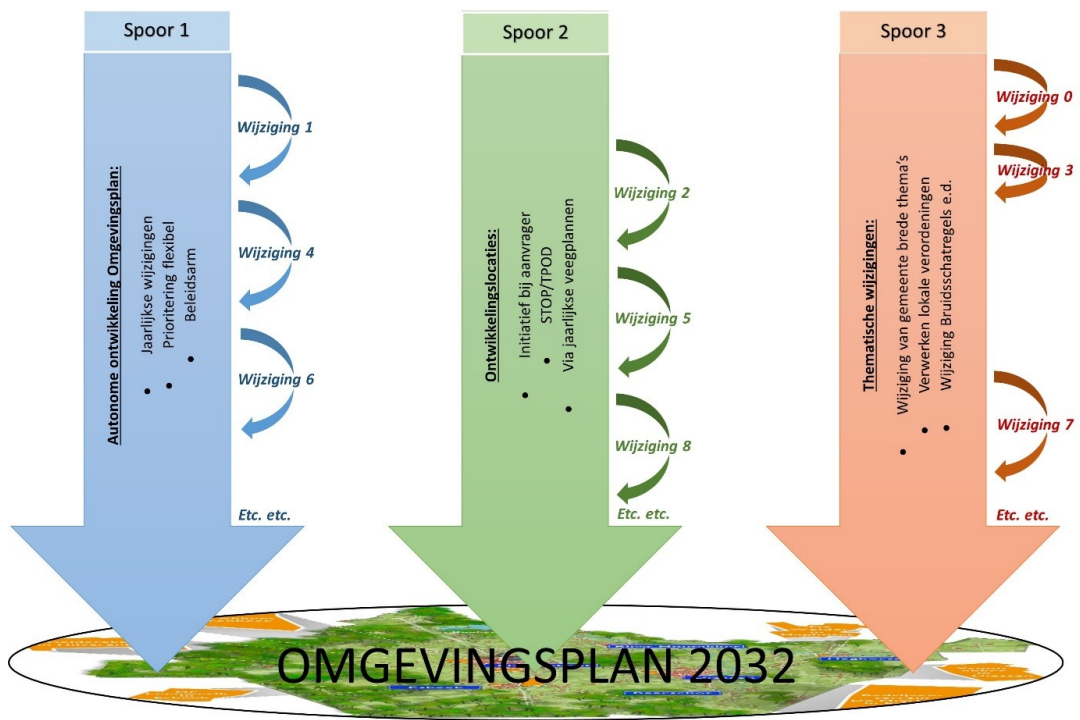 Spoor 1
Autonome ontwikkeling Omgevingsplan:
• Jaarlijkse wijzigingen
• Prioritering flexibel
• Beleidsarm
Wijziging 1
Wijziging 4
Wijziging 6
Etc. etc.
Spoor 2
Ontwikkelingslocaties:
• Initiatief bij aanvrager
• STOP/TPOD
• Via jaarlijkse veegplannen
Wijziging 2
Wijziging 5
Wijziging 8
Etc. etc.
Spoor 3
Thematische wijzigingen:
• Wijziging van gemeente brede thema's
• Verwerken lokale verordeningen
• Wijziging Bruidsschatregels e.d.
Wijziging 0
Wijziging 3
Wijziging 7
Etc. etc.
OMGEVINGSPLAN 2032